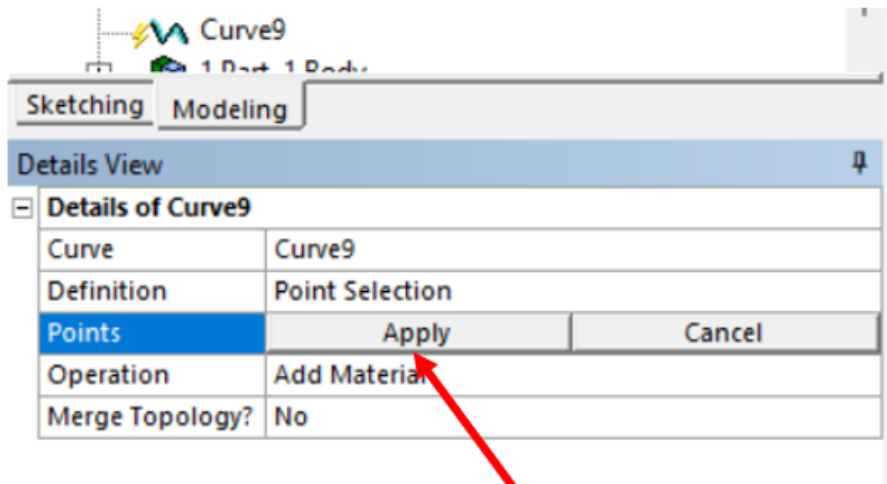 Curve9
1 Part, 1 Body
Sketching Modeling
Details View
Details of Curve9
Curve Curve9
Definition Point Selection
Points Apply Cancel
Operation Add Material
Merge Topology? No